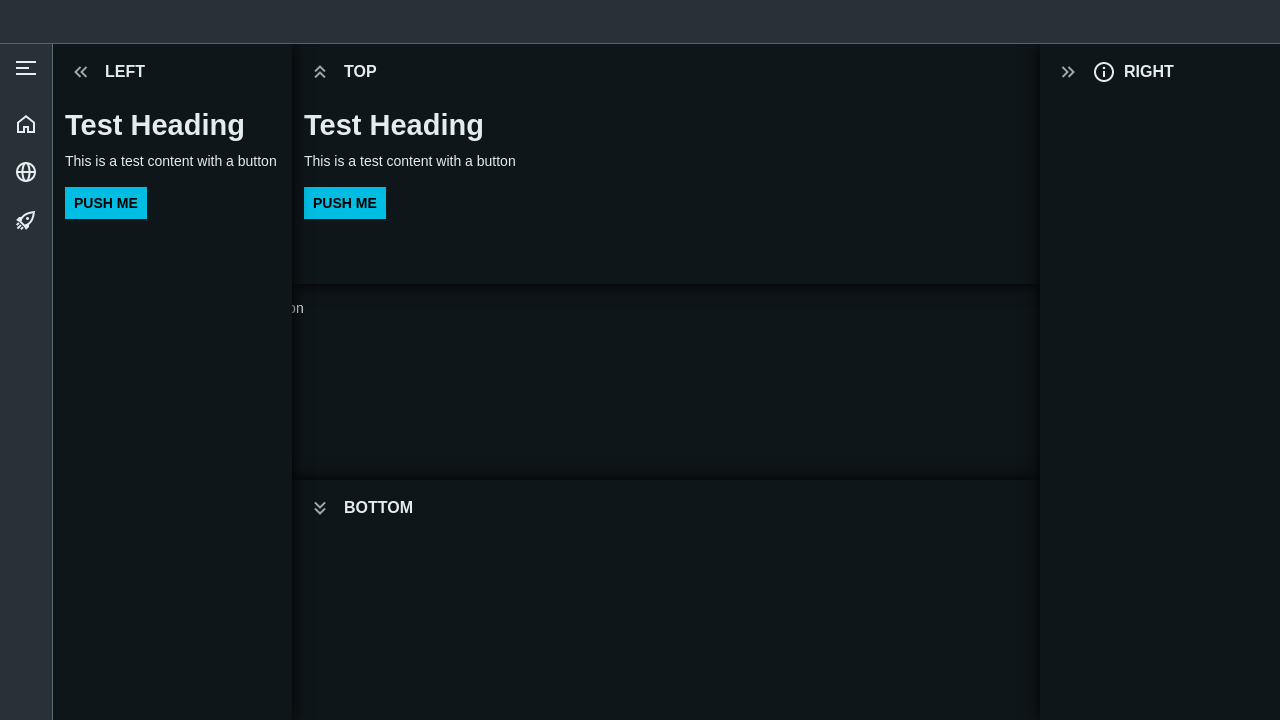 LEFT
Test Heading
This is a test content with a button
PUSH ME
TOP
Test Heading
This is a test content with a button
PUSH ME
on
BOTTOM
RIGHT